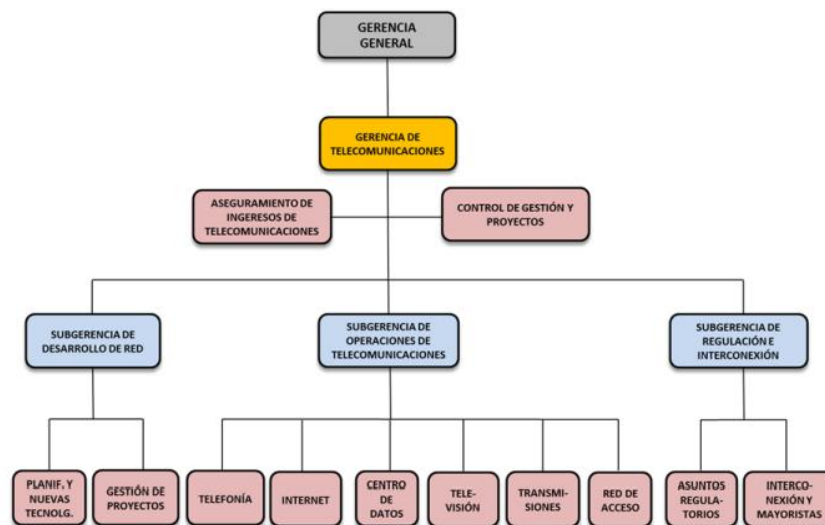 GERENCIA
GENERAL
GERENCIA DE
TELECOMUNICACIONES
ASEGURAMIENTO DE
INGERESOS DE
TELECOMUNICACIONES
CONTROL DE GESTIÓN Y
PROYECTOS
SUBGERENCIA DE
DESARROLLO DE RED
SUBGERENCIA DE
OPERACIONES DE
TELECOMUNICACIONES
SUBGERENCIA DE
REGULACIÓN E
INTERCONEXIÓN
PLANIF. Y
NUEVAS
TECNOLG.
GESTIÓN DE
PROYECTOS
TELEFONÍA
INTERNET
CENTRO
DE
DATOS
TELE-
VISIÓN
TRANSMI-
SIONES
RED DE
ACCESO
ASUNTOS
REGULA-
TORIOS
INTERCO-
NEXIÓN Y
MAYORISTAS